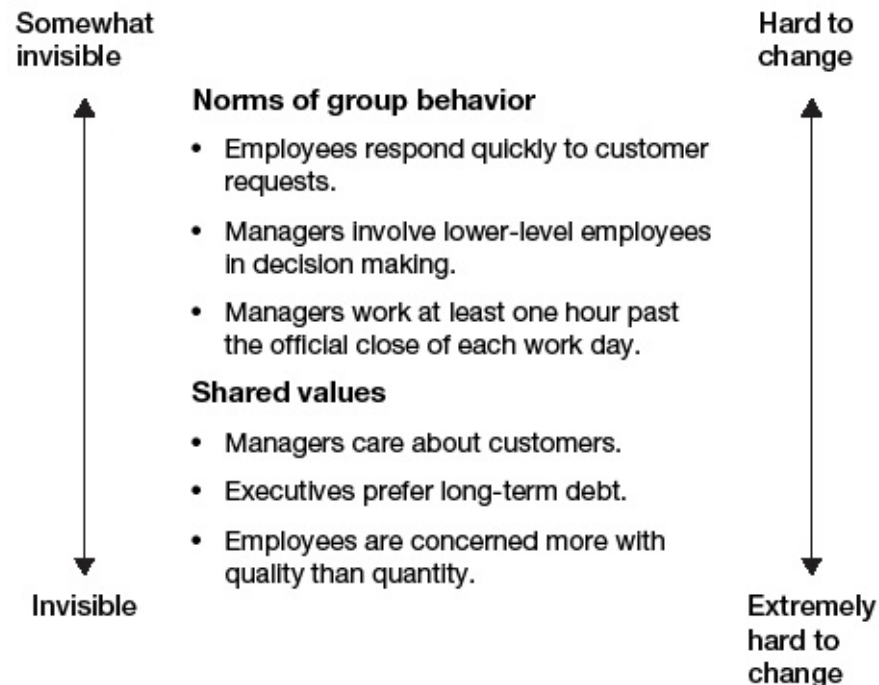 Somewhat
invisible
Hard to
change
Norms of group behavior
• Employees respond quickly to customer
requests.
• Managers involve lower-level employees
in decision making.
• Managers work at least one hour past
the official close of each work day.
Shared values
• Managers care about customers.
• Executives prefer long-term debt.
• Employees are concerned more with
quality than quantity.
Invisible
Extremely
hard to
change